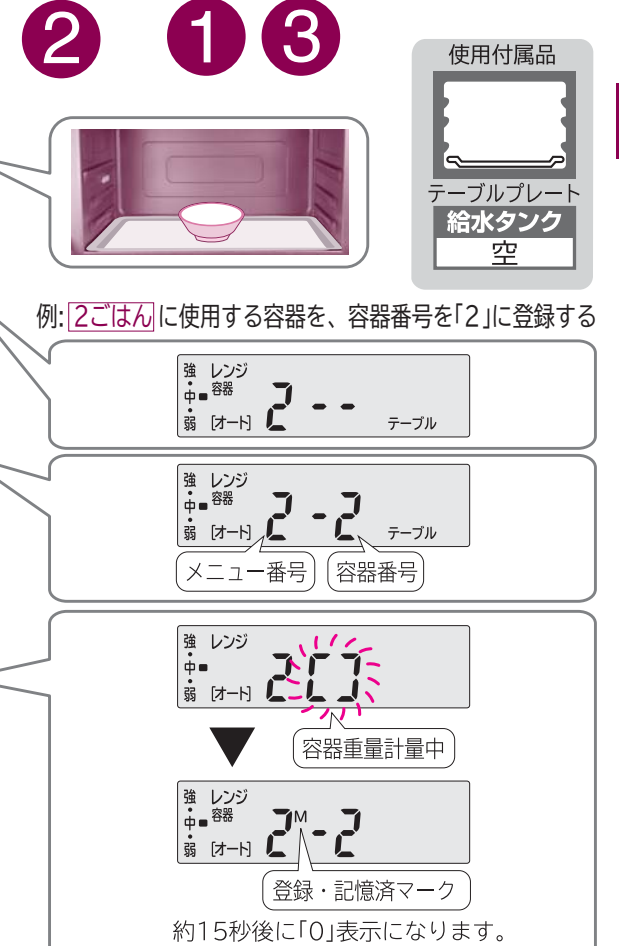 2 1 3
使用付属品
テーブルプレート
給水タンク
空
例: 2ごはん に使用する容器を、容器番号を「2」に登録する
強 レンジ
・ 容器
中■ 2 - -
・
弱 [オート] テーブル
強 レンジ
・ 容器
中■ 2 - 2
・
弱 [オート] テーブル
メニュー番号 容器番号
強 レンジ
・
中■ 2
・
弱 [オート]
容器重量計量中
強 レンジ
・ 容器
中■ 2 M - 2
・
弱 [オート]
登録・記憶済マーク
約15秒後に「0」表示になります。